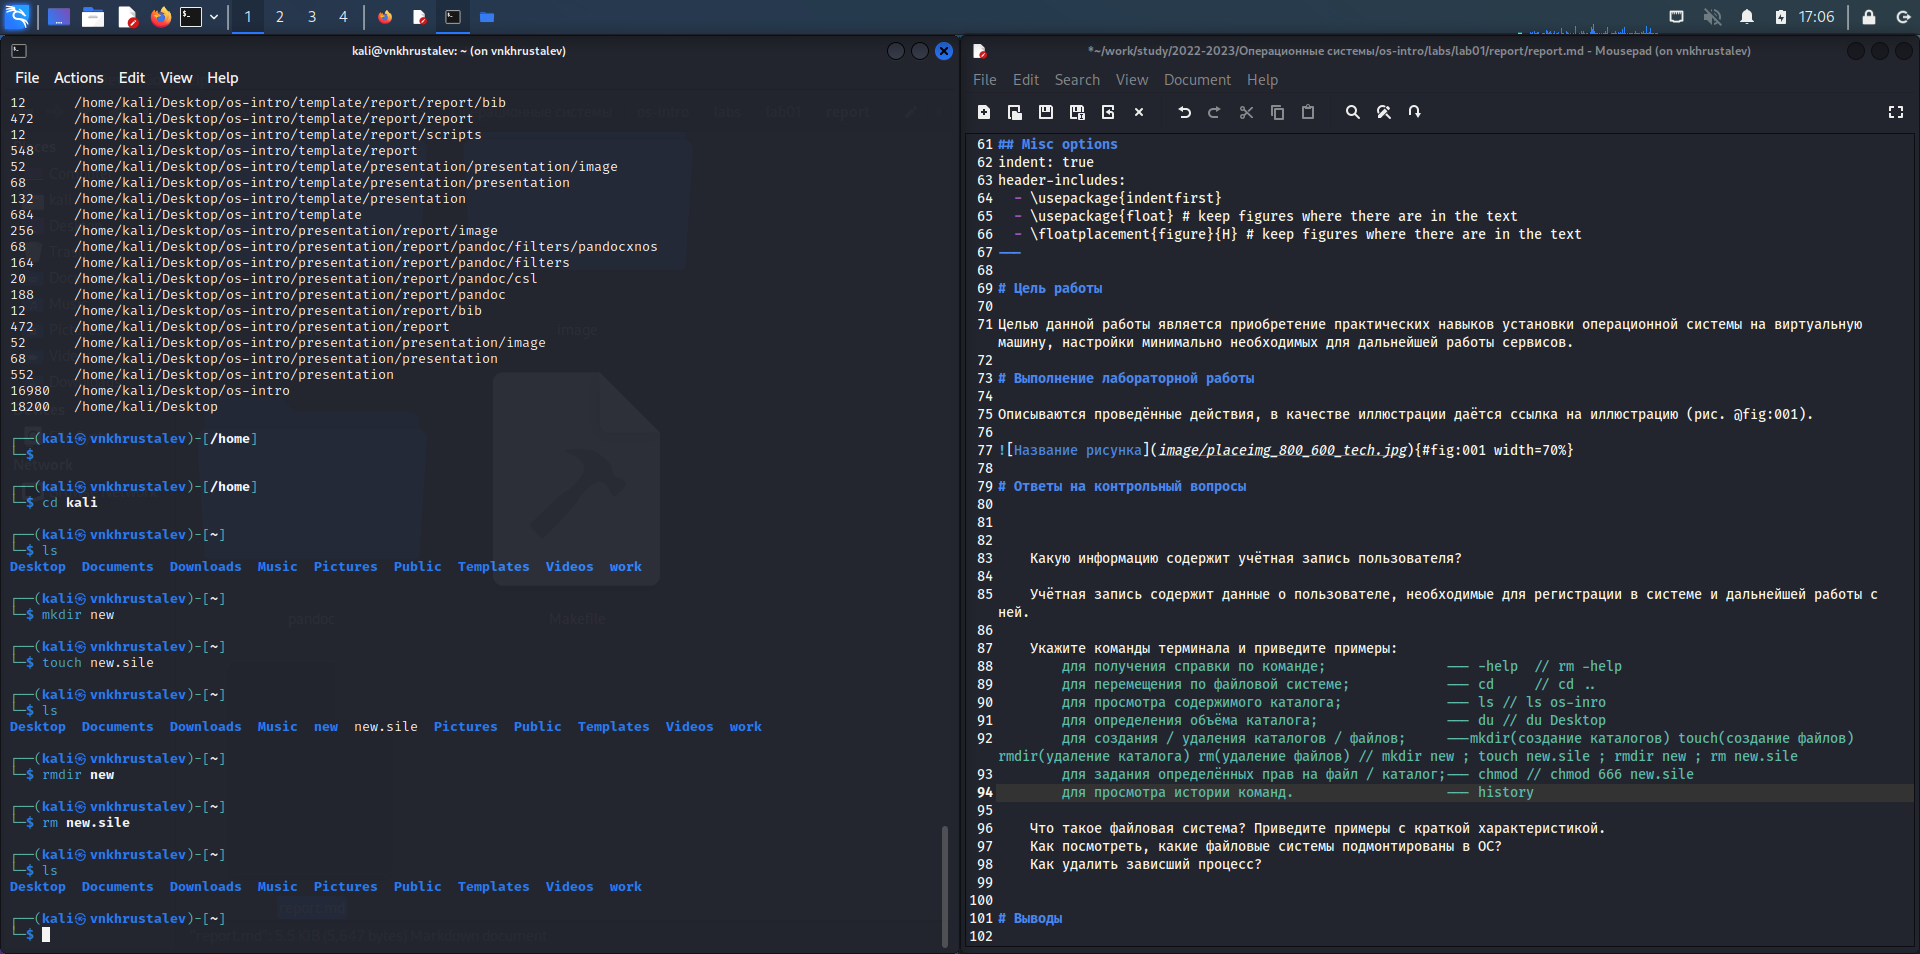 1 2 3 4
17:06
kali@vnkhrustalev: ~ (on vnkhrustalev)
File Actions Edit View Help
12 /home/kali/Desktop/os-intro/template/report/report/bib
472 /home/kali/Desktop/os-intro/template/report/report
12 /home/kali/Desktop/os-intro/template/report/scripts
548 /home/kali/Desktop/os-intro/template/report
52 /home/kali/Desktop/os-intro/template/presentation/presentation/image
68 /home/kali/Desktop/os-intro/template/presentation/presentation
132 /home/kali/Desktop/os-intro/template/presentation
684 /home/kali/Desktop/os-intro/template
256 /home/kali/Desktop/os-intro/presentation/report/image
68 /home/kali/Desktop/os-intro/presentation/report/pandoc/filters/pandocxnos
164 /home/kali/Desktop/os-intro/presentation/report/pandoc/filters
20 /home/kali/Desktop/os-intro/presentation/report/pandoc/csl
188 /home/kali/Desktop/os-intro/presentation/report/pandoc
12 /home/kali/Desktop/os-intro/presentation/report/bib
472 /home/kali/Desktop/os-intro/presentation/report
52 /home/kali/Desktop/os-intro/presentation/presentation/image
68 /home/kali/Desktop/os-intro/presentation/presentation
552 /home/kali/Desktop/os-intro/presentation
16980 /home/kali/Desktop/os-intro
18200 /home/kali/Desktop
┌──(kali㉿vnkhrustalev)-[/home]
└─$
┌──(kali㉿vnkhrustalev)-[/home]
└─$ cd kali
┌──(kali㉿vnkhrustalev)-[~]
└─$ ls
Desktop Documents Downloads Music Pictures Public Templates Videos work
┌──(kali㉿vnkhrustalev)-[~]
└─$ mkdir new
┌──(kali㉿vnkhrustalev)-[~]
└─$ touch new.sile
┌──(kali㉿vnkhrustalev)-[~]
└─$ ls
Desktop Documents Downloads Music new new.sile Pictures Public Templates Videos work
┌──(kali㉿vnkhrustalev)-[~]
└─$ rmdir new
┌──(kali㉿vnkhrustalev)-[~]
└─$ rm new.sile
┌──(kali㉿vnkhrustalev)-[~]
└─$ ls
Desktop Documents Downloads Music Pictures Public Templates Videos work
┌──(kali㉿vnkhrustalev)-[~]
└─$
*~/work/study/2022-2023/Операционные системы/os-intro/labs/lab01/report/report.md - Mousepad (on vnkhrustalev)
File Edit Search View Document Help
61 ## Misc options
62 indent: true
63 header-includes:
64 - \usepackage{indentfirst}
65 - \usepackage{float} # keep figures where there are in the text
66 - \floatplacement{figure}{H} # keep figures where there are in the text
67 ---
68
69 # Цель работы
70
71 Целью данной работы является приобретение практических навыков установки операционной системы на виртуальную
машину, настройки минимально необходимых для дальнейшей работы сервисов.
72
73 # Выполнение лабораторной работы
74
75 Описываются проведённые действия, в качестве иллюстрации даётся ссылка на иллюстрацию (рис. @fig:001).
76
77 ![Название рисунка](image/placeimg_800_600_tech.jpg){#fig:001 width=70%}
78
79 # Ответы на контрольный вопросы
80
81
82
83 Какую информацию содержит учётная запись пользователя?
84
85 Учётная запись содержит данные о пользователе, необходимые для регистрации в системе и дальнейшей работы с
ней.
86
87 Укажите команды терминала и приведите примеры:
88 для получения справки по команде; --- -help // rm -help
89 для перемещения по файловой системе; --- cd // cd ..
90 для просмотра содержимого каталога; --- ls // ls os-inro
91 для определения объёма каталога; --- du // du Desktop
92 для создания / удаления каталогов / файлов; ---mkdir(создание каталогов) touch(создание файлов)
rmdir(удаление каталога) rm(удаление файлов) // mkdir new ; touch new.sile ; rmdir new ; rm new.sile
93 для задания определённых прав на файл / каталог;--- chmod // chmod 666 new.sile
94 для просмотра истории команд. --- history
95
96 Что такое файловая система? Приведите примеры с краткой характеристикой.
97 Как посмотреть, какие файловые системы подмонтированы в ОС?
98 Как удалить зависший процесс?
99
100
101 # Выводы
102